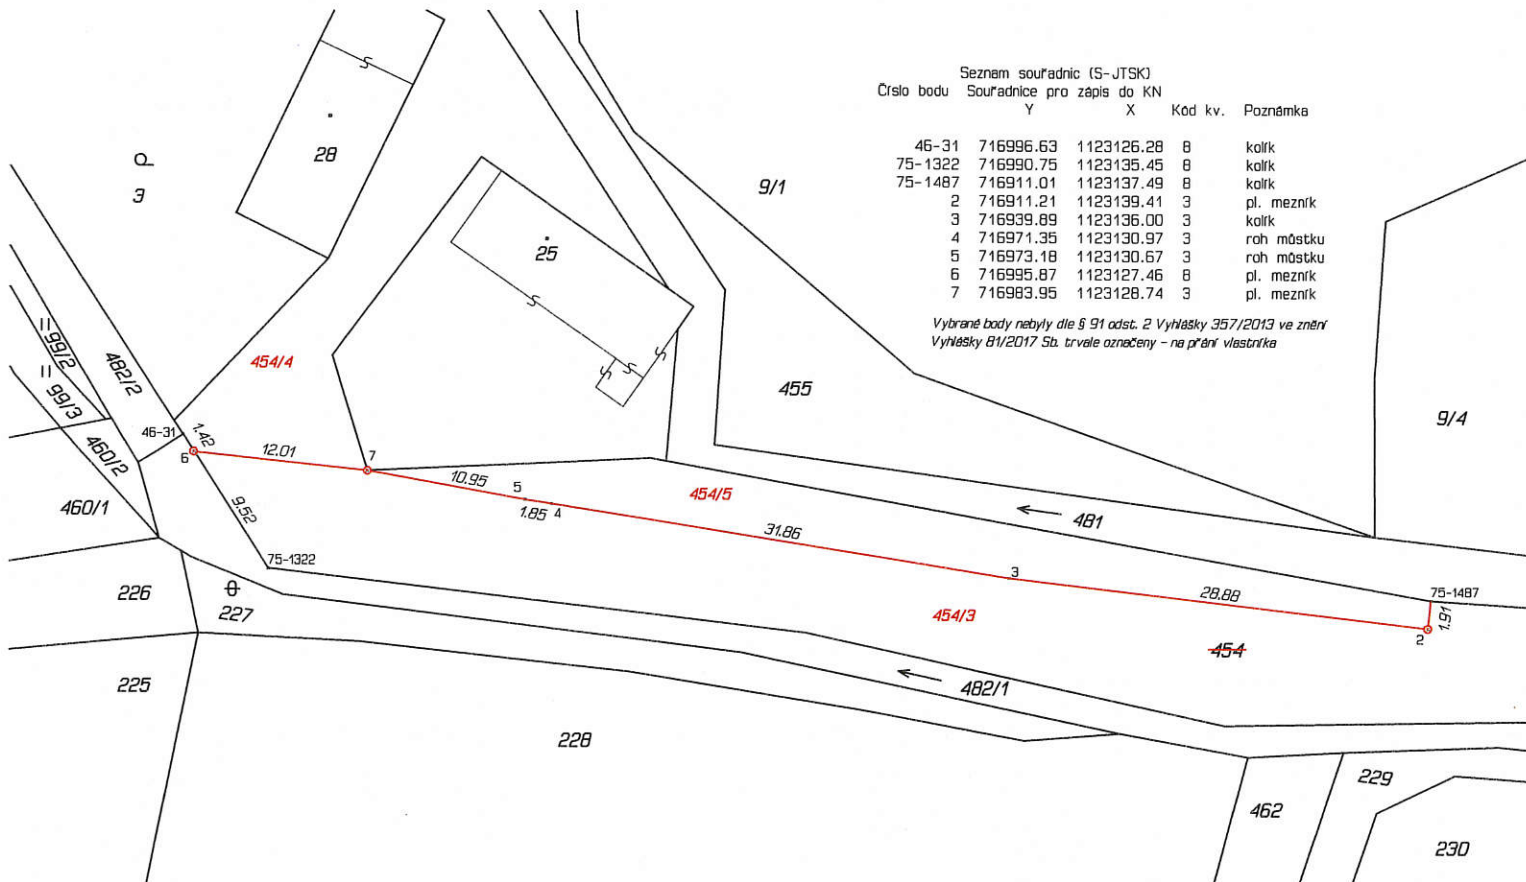 Seznam souřadnic (S-JTSK)
Číslo bodu Souřadnice pro zápis do KN
Y X Kód kv. Poznámka
46-31 716996.63 1123126.28 8 kolík
75-1322 716990.75 1123135.45 8 kolík
75-1487 716911.01 1123137.49 8 kolík
2 716911.21 1123139.41 3 pl. mezník
3 716939.89 1123136.00 3 kolík
4 716971.35 1123130.97 3 roh můstku
5 716973.18 1123130.67 3 roh můstku
6 716995.87 1123127.46 8 pl. mezník
7 716983.95 1123128.74 3 pl. mezník
Vybrané body nebyly dle § 91 odst. 2 Vyhlášky 357/2013 ve znění
Vyhlášky 81/2017 Sb. trvale označeny - na přání vlastníka
28
9/1
25
99/2
482/2
454/4
99/3
455
9/4
46-31
1.42
460/2
6
12.01
7
10.95
5
454/5
460/1
9.52
1.85
4
481
31.86
75-1322
3
226
28.88
75-1487
227
454/3
1.91
2
454
225
482/1
228
229
462
230